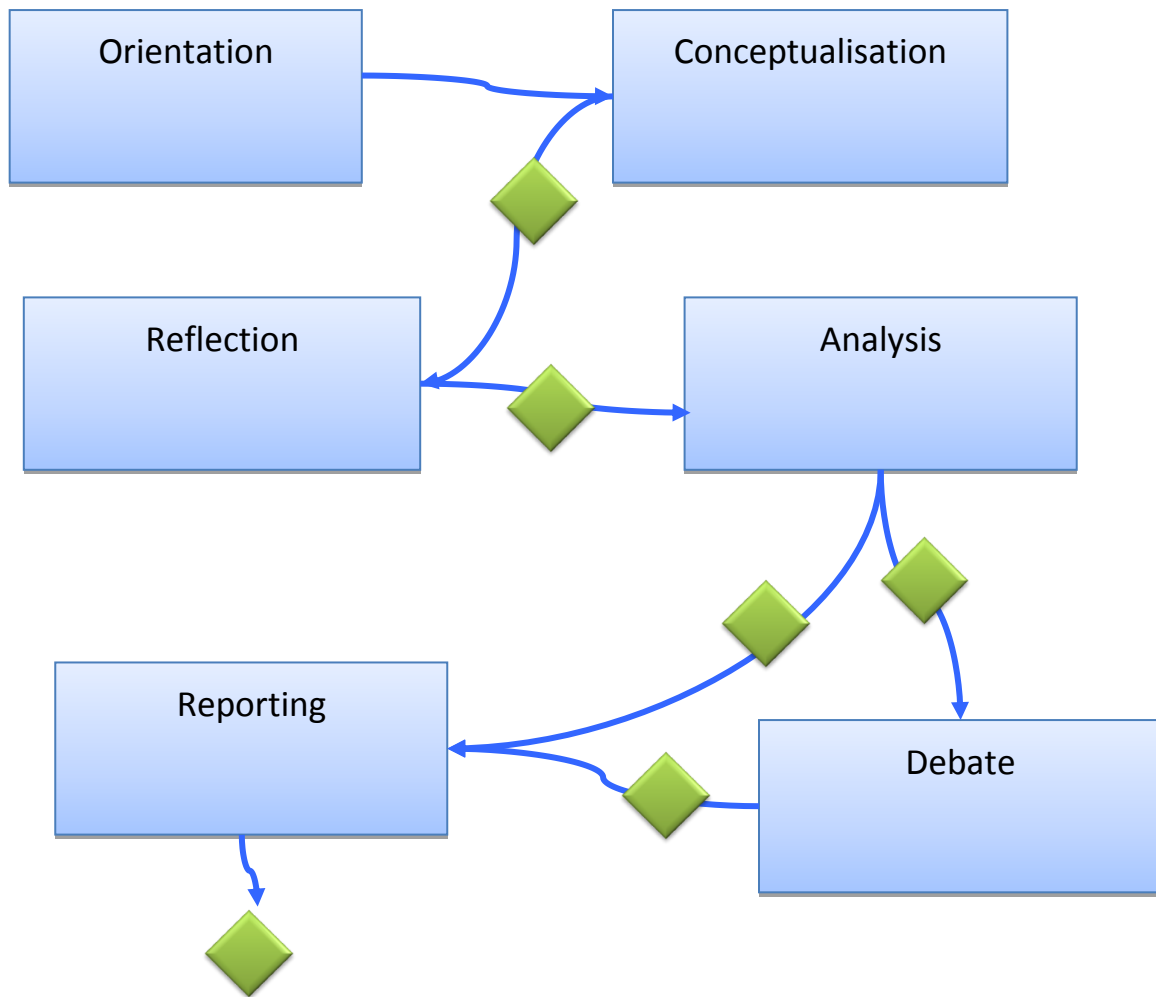 Orientation
Conceptualisation
Reflection
Analysis
Reporting
Debate